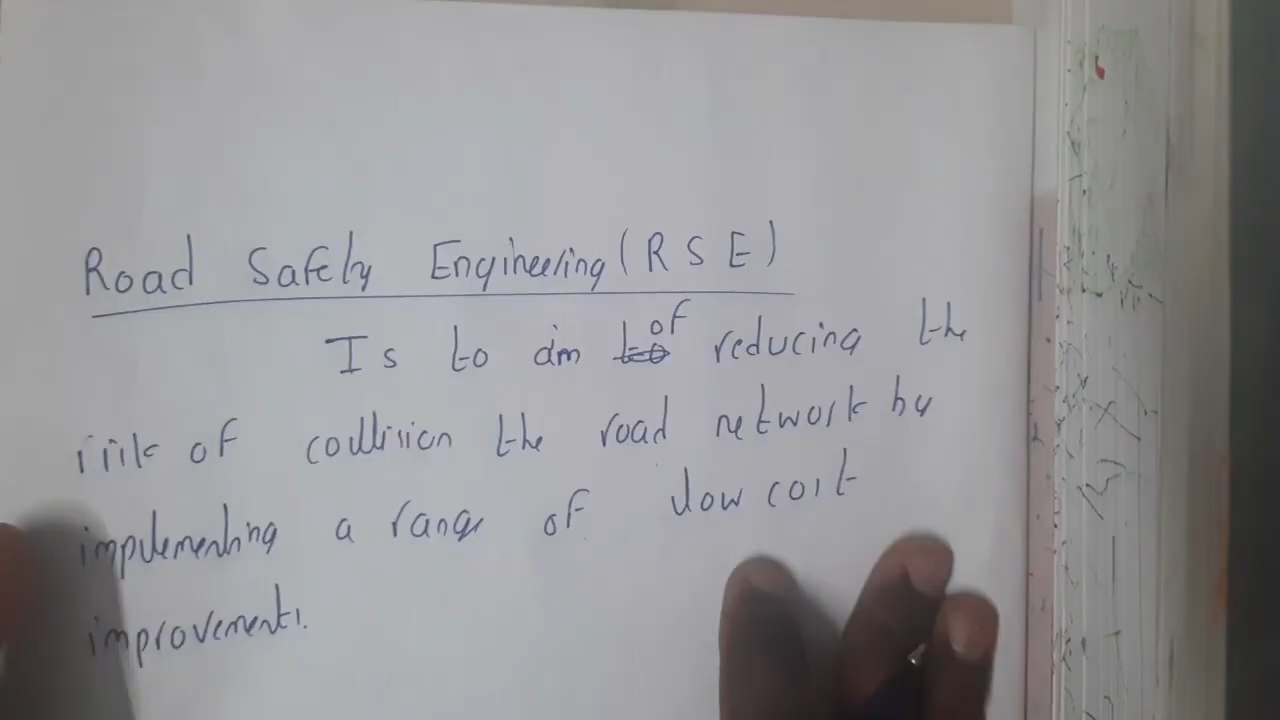 Road Safety Engineering (RSE)
Is to aim of reducing the
risk of collision the road network by
implementing a range of low cost
improvements.